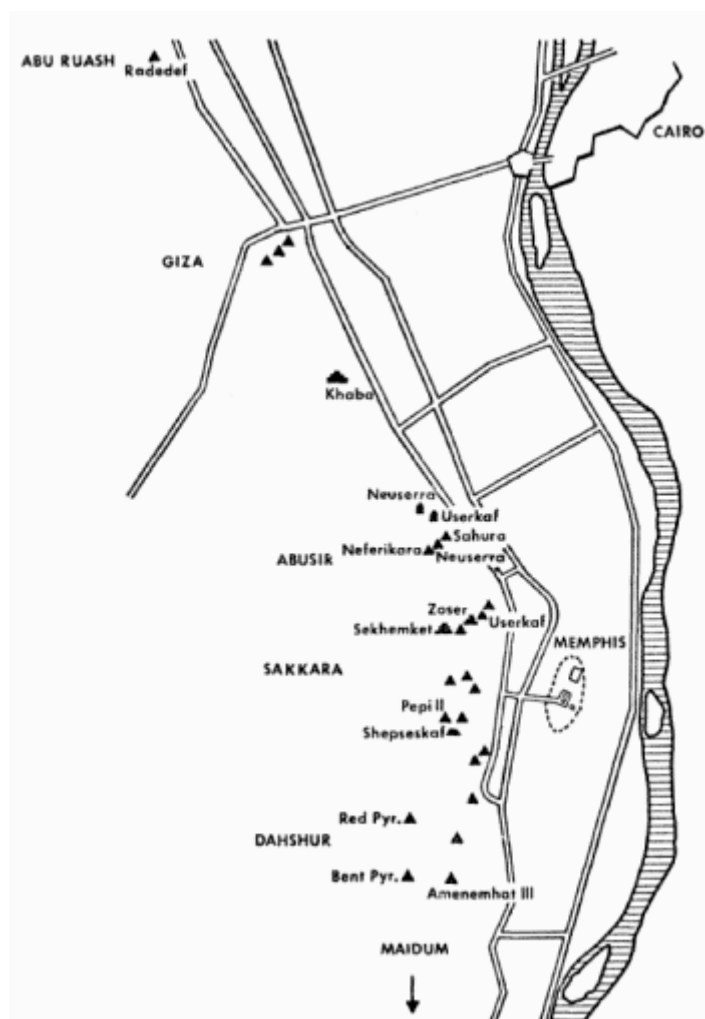 ABU RUASH
Radedef
CAIRO
GIZA
Khaba
Neuserra
Userkaf
Sahura
Neferikara
Neuserra
ABUSIR
Zoser
Userkaf
Sekhemket
MEMPHIS
SAKKARA
Pepi II
Shepseskaf
Red Pyr.
DAHSHUR
Bent Pyr.
Amenemhat III
MAIDUM